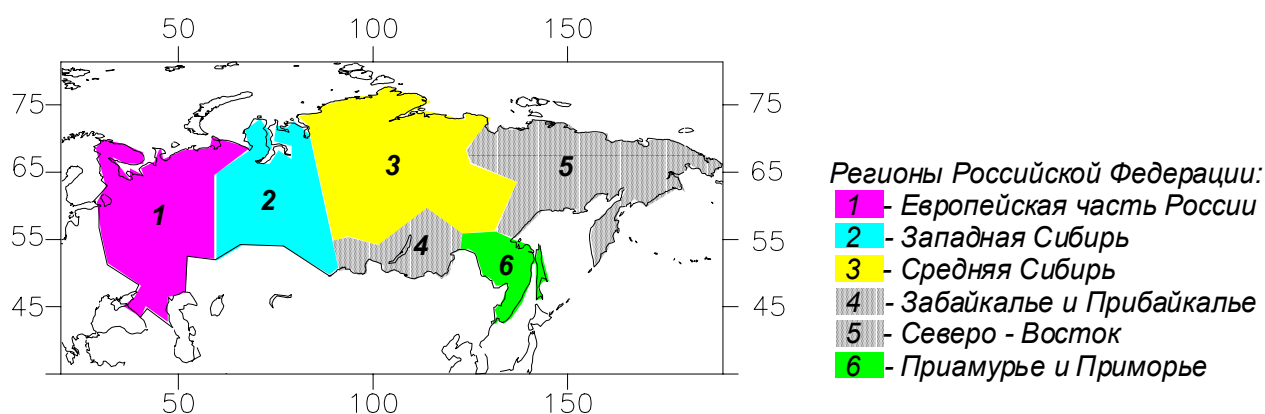 50 100 150
75 75
65 65
55 55
45 45
50 100 150
1
2
3
4
5
6
Регионы Российской Федерации:
1 - Европейская часть России
2 - Западная Сибирь
3 - Средняя Сибирь
4 - Забайкалье и Прибайкалье
5 - Северо - Восток
6 - Приамурье и Приморье